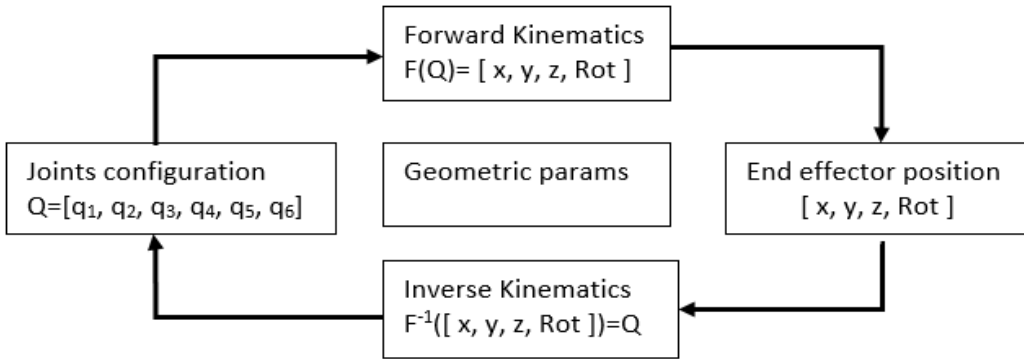 Forward Kinematics
F(Q)= [ x, y, z, Rot ]
Joints configuration
Q=[q₁, q₂, q₃, q₄, q₅, q₆]
Geometric params
End effector position
[ x, y, z, Rot ]
Inverse Kinematics
F⁻¹([ x, y, z, Rot ])=Q